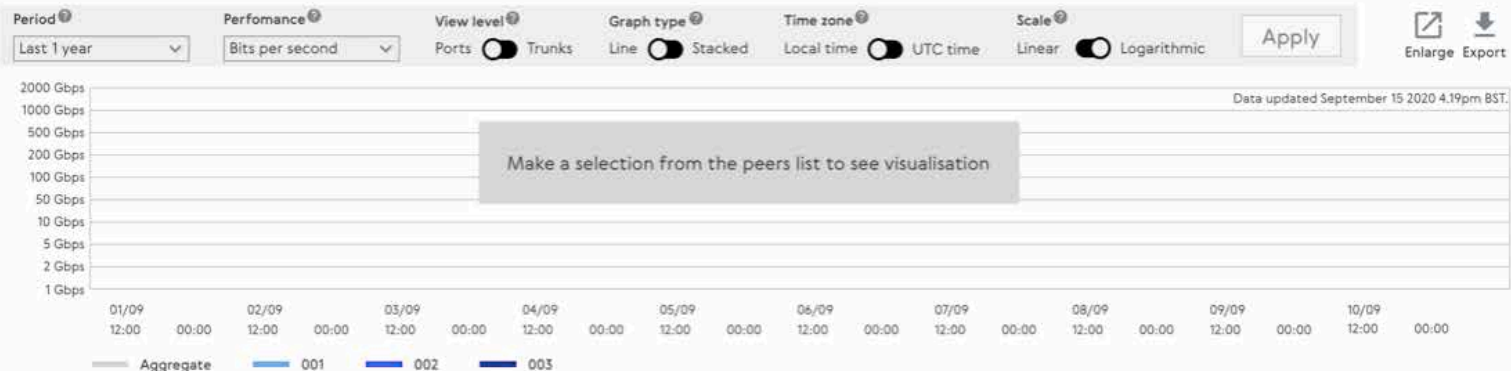 Period Perfomance View level Graph type Time zone Scale
Last 1 year Bits per second Ports Trunks Line Stacked Local time UTC time Linear Logarithmic Apply Enlarge Export
2000 Gbps
Data updated September 15 2020 4.19pm BST.
1000 Gbps
500 Gbps
Make a selection from the peers list to see visualisation
200 Gbps
100 Gbps
50 Gbps
10 Gbps
5 Gbps
2 Gbps
1 Gbps
01/09 02/09 03/09 04/09 05/09 06/09 07/09 08/09 09/09 10/09
12:00 00:00 12:00 00:00 12:00 00:00 12:00 00:00 12:00 00:00 12:00 00:00 12:00 00:00 12:00 00:00 12:00 00:00 12:00 00:00
Aggregate 001 002 003